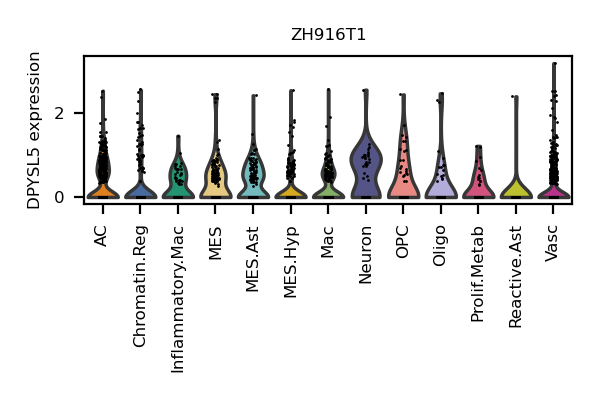 ZH916T1
DPYSL5 expression
2
0
AC
Chromatin.Reg
Inflammatory.Mac
MES
MES.Ast
MES.Hyp
Mac
Neuron
OPC
Oligo
Prolif.Metab
Reactive.Ast
Vasc